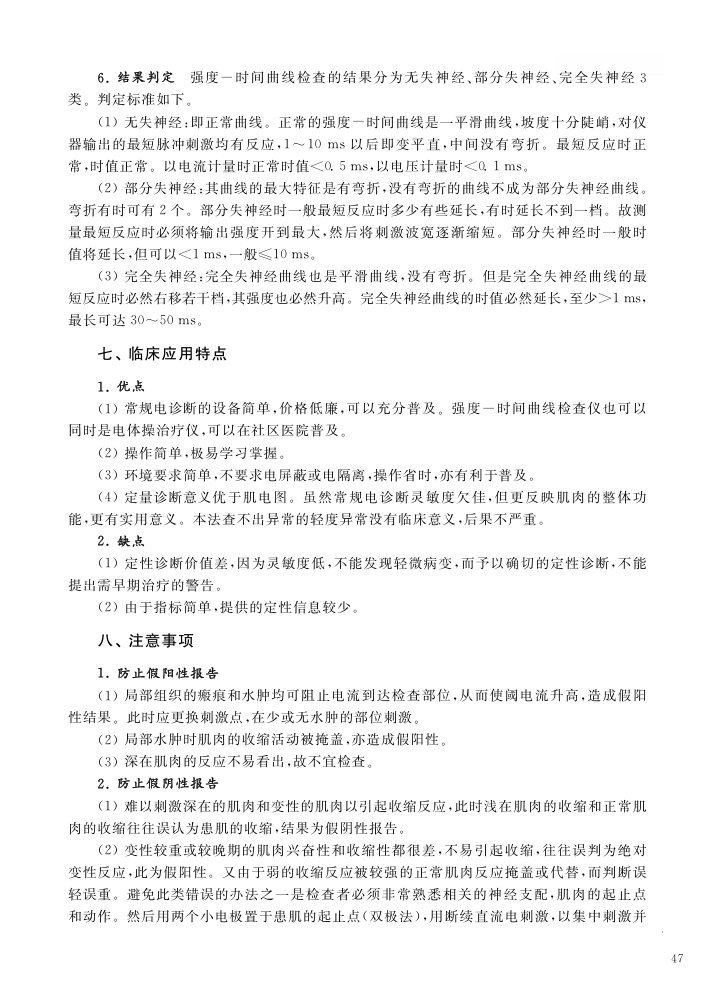 6. 结果判定 强度－时间曲线检查的结果分为无失神经、部分失神经、完全失神经 3
类。判定标准如下。
(1) 无失神经:即正常曲线。正常的强度－时间曲线是一平滑曲线,坡度十分陡峭,对仪
器输出的最短脉冲刺激均有反应,1～10 ms 以后即变平直,中间没有弯折。最短反应时正
常,时值正常。以电流计量时正常时值<0.5 ms,以电压计量时<0.1 ms。
(2) 部分失神经:其曲线的最大特征是有弯折,没有弯折的曲线不成为部分失神经曲线。
弯折有时可有 2 个。部分失神经时一般最短反应时多少有些延长,有时延长不到一档。故测
量最短反应时必须将输出强度开到最大,然后将刺激波宽逐渐缩短。部分失神经时一般时
值将延长,但可以<1 ms,一般≤10 ms。
(3) 完全失神经:完全失神经曲线也是平滑曲线,没有弯折。但是完全失神经曲线的最
短反应时必然右移若干档,其强度也必然升高。完全失神经曲线的时值必然延长,至少>1 ms,
最长可达 30～50 ms。
七、临床应用特点
1. 优点
(1) 常规电诊断的设备简单,价格低廉,可以充分普及。强度－时间曲线检查仪也可以
同时是电体操治疗仪,可以在社区医院普及。
(2) 操作简单,极易学习掌握。
(3) 环境要求简单,不要求电屏蔽或电隔离,操作省时,亦有利于普及。
(4) 定量诊断意义优于肌电图。虽然常规电诊断灵敏度欠佳,但更反映肌肉的整体功
能,更有实用意义。本法查不出异常的轻度异常没有临床意义,后果不严重。
2. 缺点
(1) 定性诊断价值差,因为灵敏度低,不能发现轻微病变,而予以确切的定性诊断,不能
提出需早期治疗的警告。
(2) 由于指标简单,提供的定性信息较少。
八、注意事项
1. 防止假阳性报告
(1) 局部组织的瘢痕和水肿均可阻止电流到达检查部位,从而使阈电流升高,造成假阳
性结果。此时应更换刺激点,在少或无水肿的部位刺激。
(2) 局部水肿时肌肉的收缩活动被掩盖,亦造成假阳性。
(3) 深在肌肉的反应不易看出,故不宜检查。
2. 防止假阴性报告
(1) 难以刺激深在的肌肉和变性的肌肉以引起收缩反应,此时浅在肌肉的收缩和正常肌
肉的收缩往往误认为患肌的收缩,结果为假阴性报告。
(2) 变性较重或较晚期的肌肉兴奋性和收缩性都很差,不易引起收缩,往往误判为绝对
变性反应,此为假阳性。又由于弱的收缩反应被较强的正常肌肉反应掩盖或代替,而判断误
轻误重。避免此类错误的办法之一是检查者必须非常熟悉相关的神经支配,肌肉的起止点
和动作。然后用两个小电极置于患肌的起止点(双极法),用断续直流电刺激,以集中刺激并
47